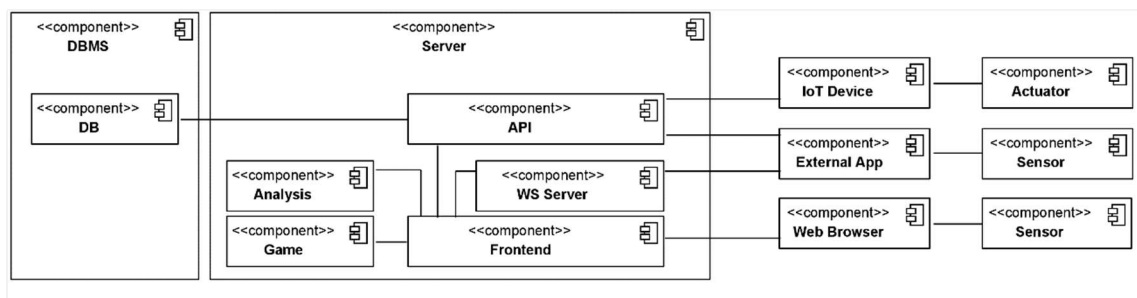 <<component>>
DBMS
<<component>>
DB
<<component>>
Server
<<component>>
API
<<component>>
Analysis
<<component>>
WS Server
<<component>>
Game
<<component>>
Frontend
<<component>>
IoT Device
<<component>>
Actuator
<<component>>
External App
<<component>>
Sensor
<<component>>
Web Browser
<<component>>
Sensor